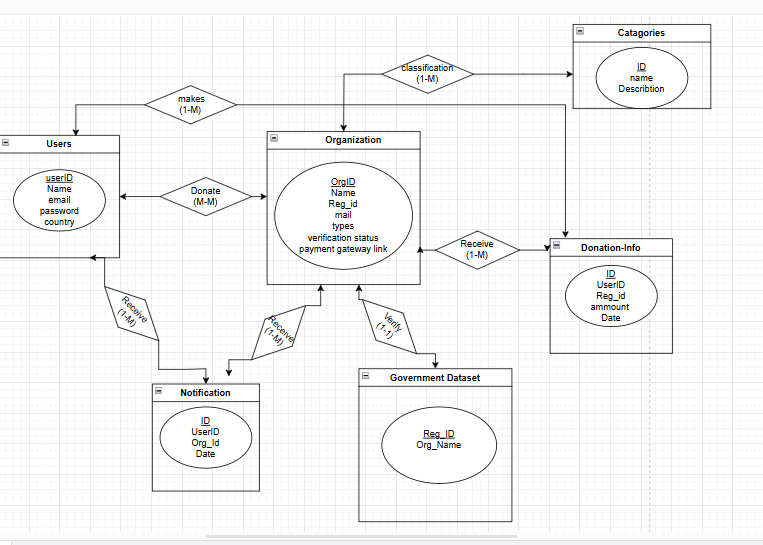 Catagories
ID
name
Describtion
classification
(1-M)
makes
(1-M)
Users
userID
Name
email
password
country
Donate
(M-M)
Organization
OrgID
Name
Reg_id
mail
types
verification status
payment gateway link
Receive
(1-M)
Donation-Info
ID
UserID
Reg_id
ammount
Date
Receive
(1-M)
Receive
(1-M)
Verify
(1-1)
Notification
ID
UserID
Org_Id
Date
Government Dataset
Reg_ID
Org_Name